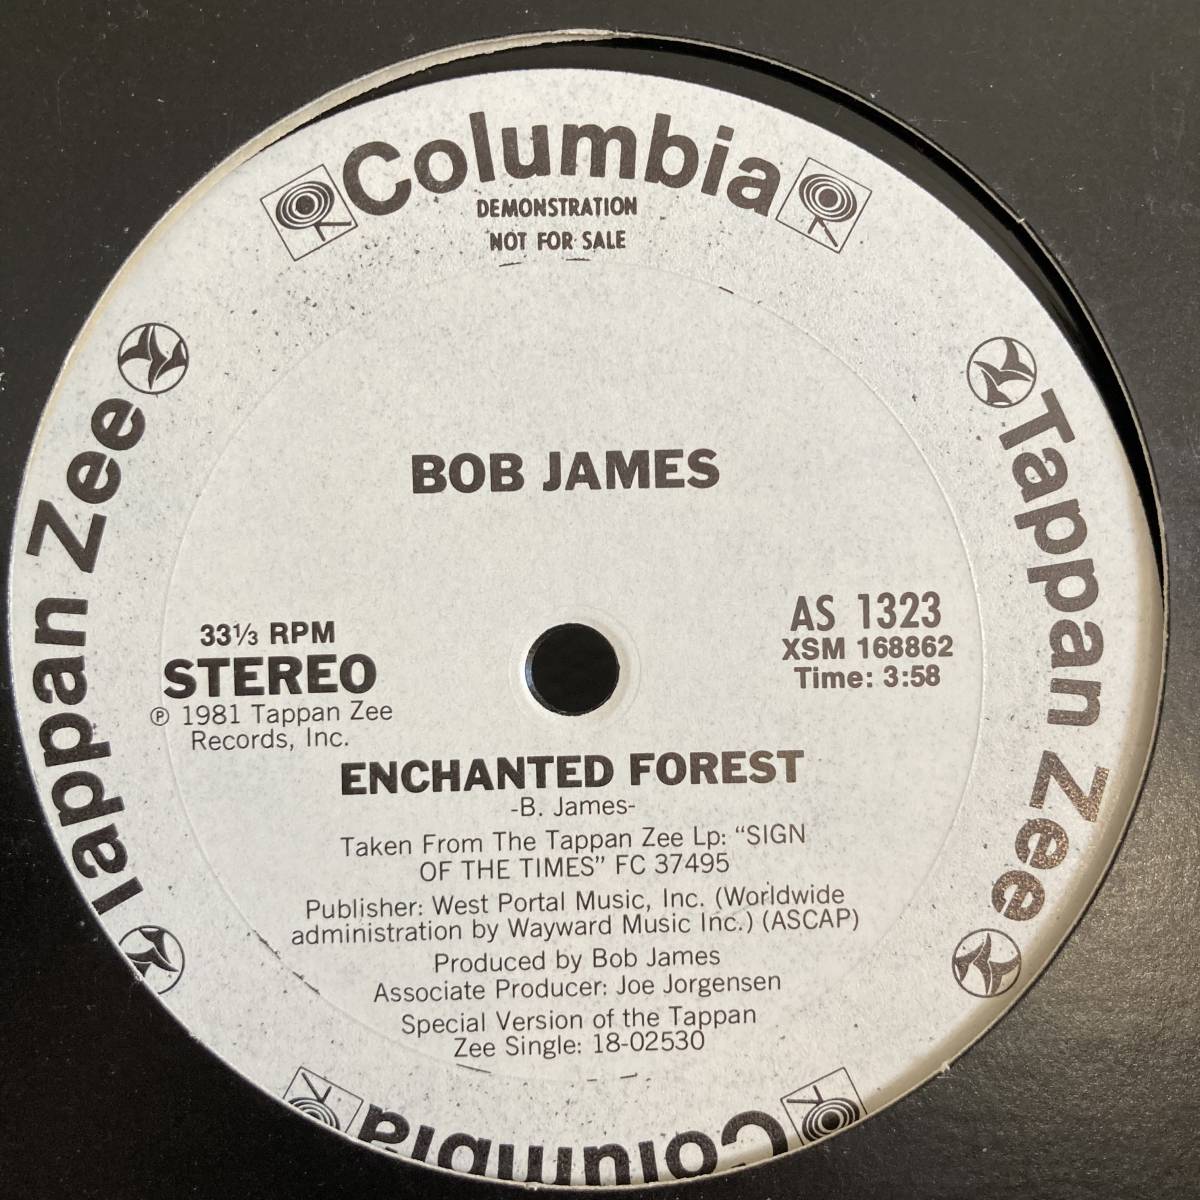 Columbia
DEMONSTRATION
NOT FOR SALE
Tappan Zee
Tappan Zee
BOB JAMES
33⅓ RPM
STEREO
℗ 1981 Tappan Zee
Records, Inc.
AS 1323
XSM 168862
Time: 3:58
ENCHANTED FOREST
-B. James-
Taken From The Tappan Zee Lp: “SIGN
OF THE TIMES” FC 37495
Publisher: West Portal Music, Inc. (Worldwide
administration by Wayward Music Inc.) (ASCAP)
Produced by Bob James
Associate Producer: Joe Jorgensen
Special Version of the Tappan
Zee Single: 18-02530
Columbia